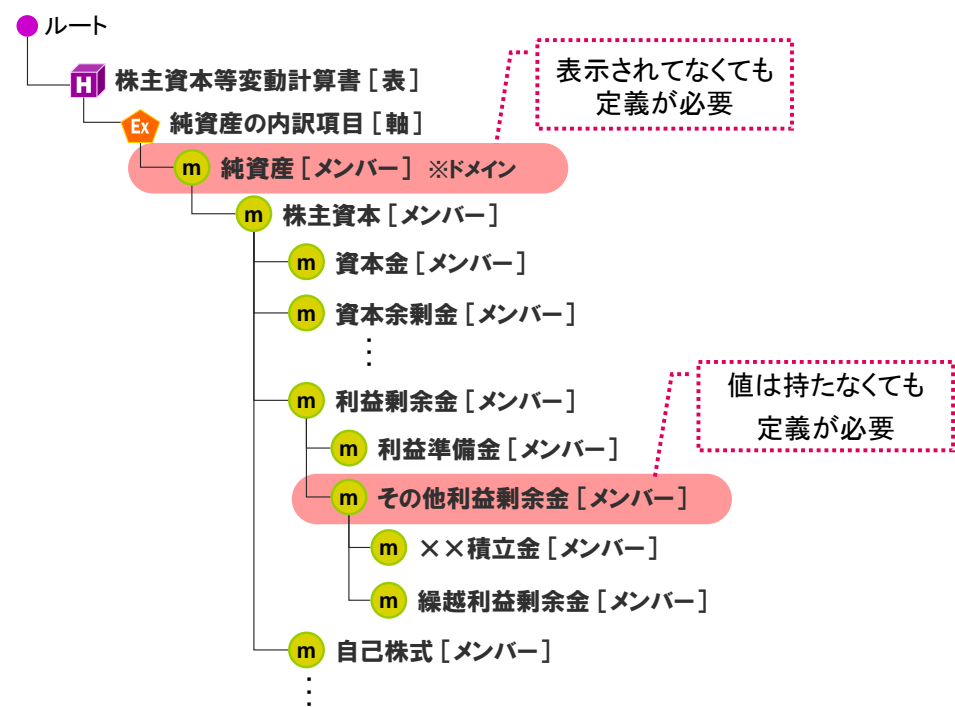 ルート
表示されてなくても
定義が必要
H 株主資本等変動計算書［表］
Ex 純資産の内訳項目［軸］
m 純資産［メンバー］ ※ドメイン
m 株主資本［メンバー］
m 資本金［メンバー］
m 資本余剰金［メンバー］
⋮
値は持たなくても
定義が必要
m 利益剰余金［メンバー］
m 利益準備金［メンバー］
m その他利益剰余金［メンバー］
m ××積立金［メンバー］
m 繰越利益剰余金［メンバー］
m 自己株式［メンバー］
⋮